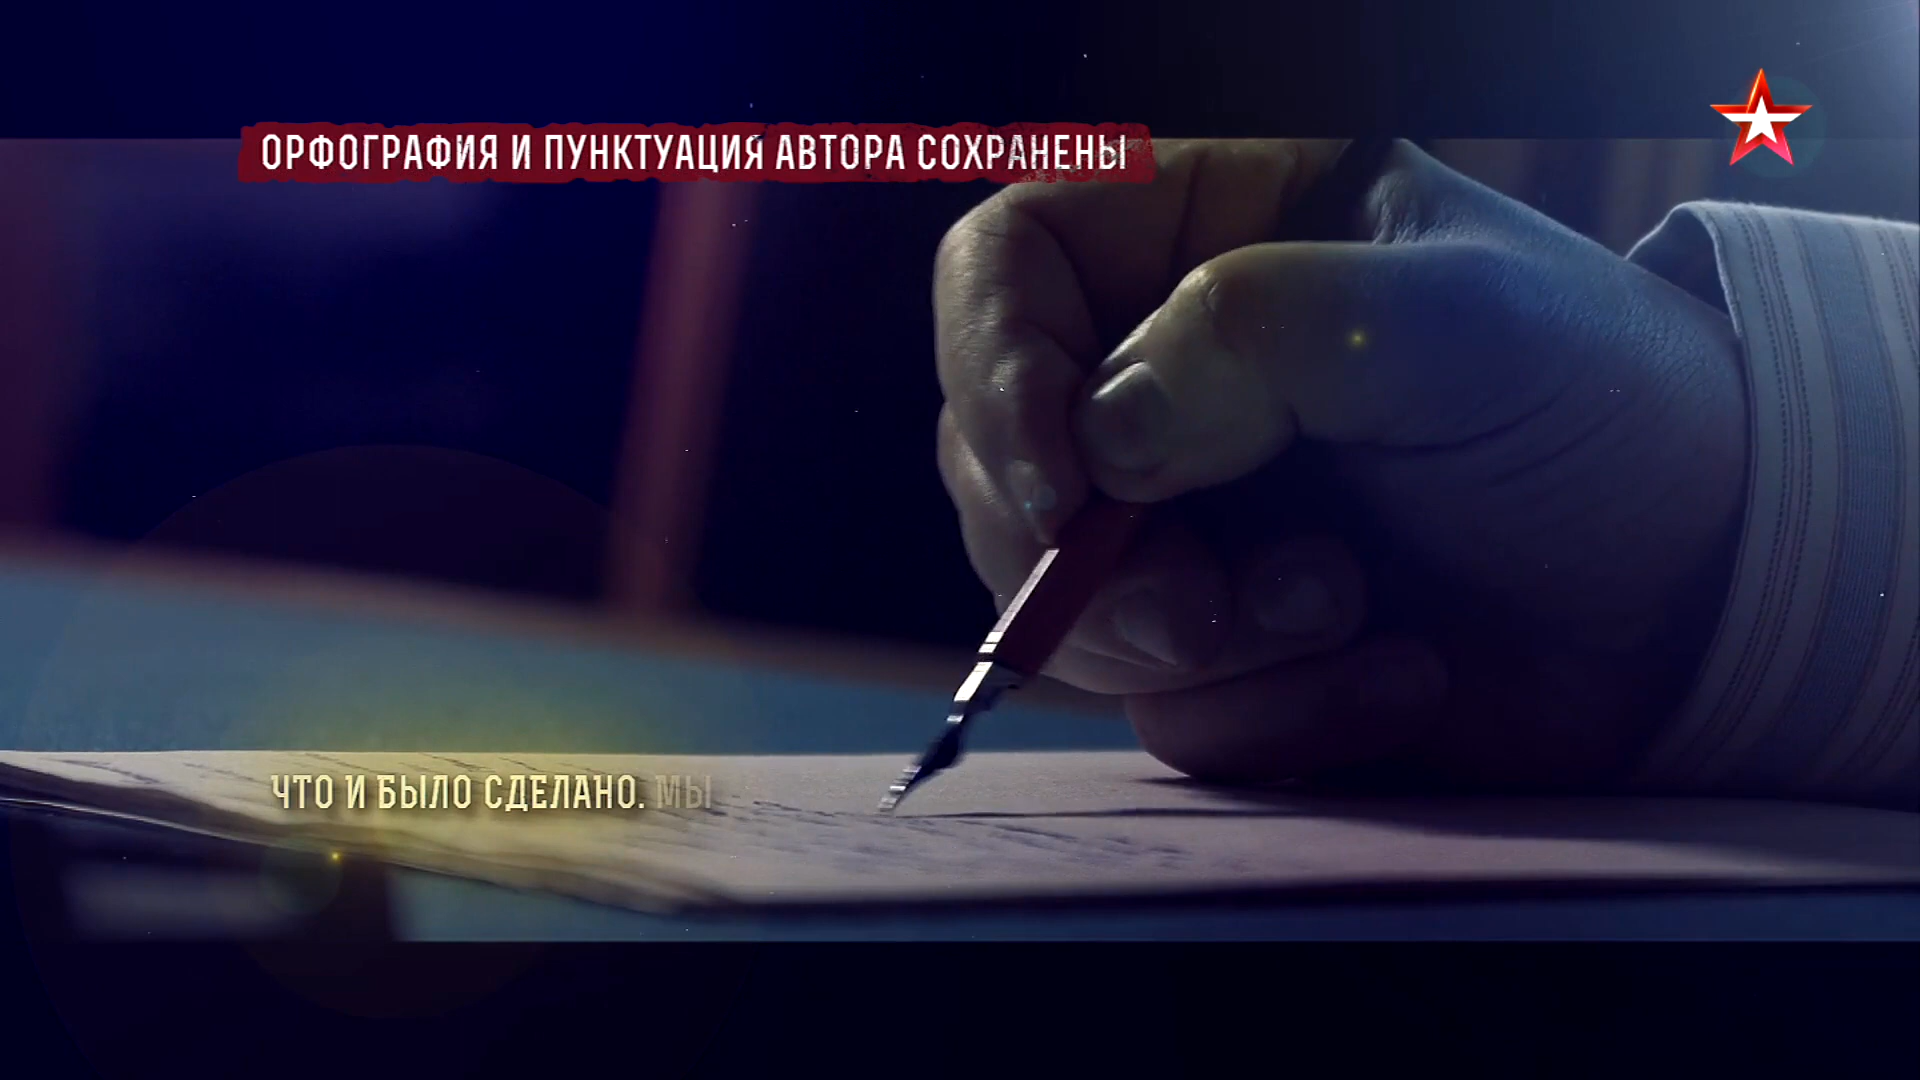 ОРФОГРАФИЯ И ПУНКТУАЦИЯ АВТОРА СОХРАНЕНЫ
ЧТО И БЫЛО СДЕЛАНО. МЫ